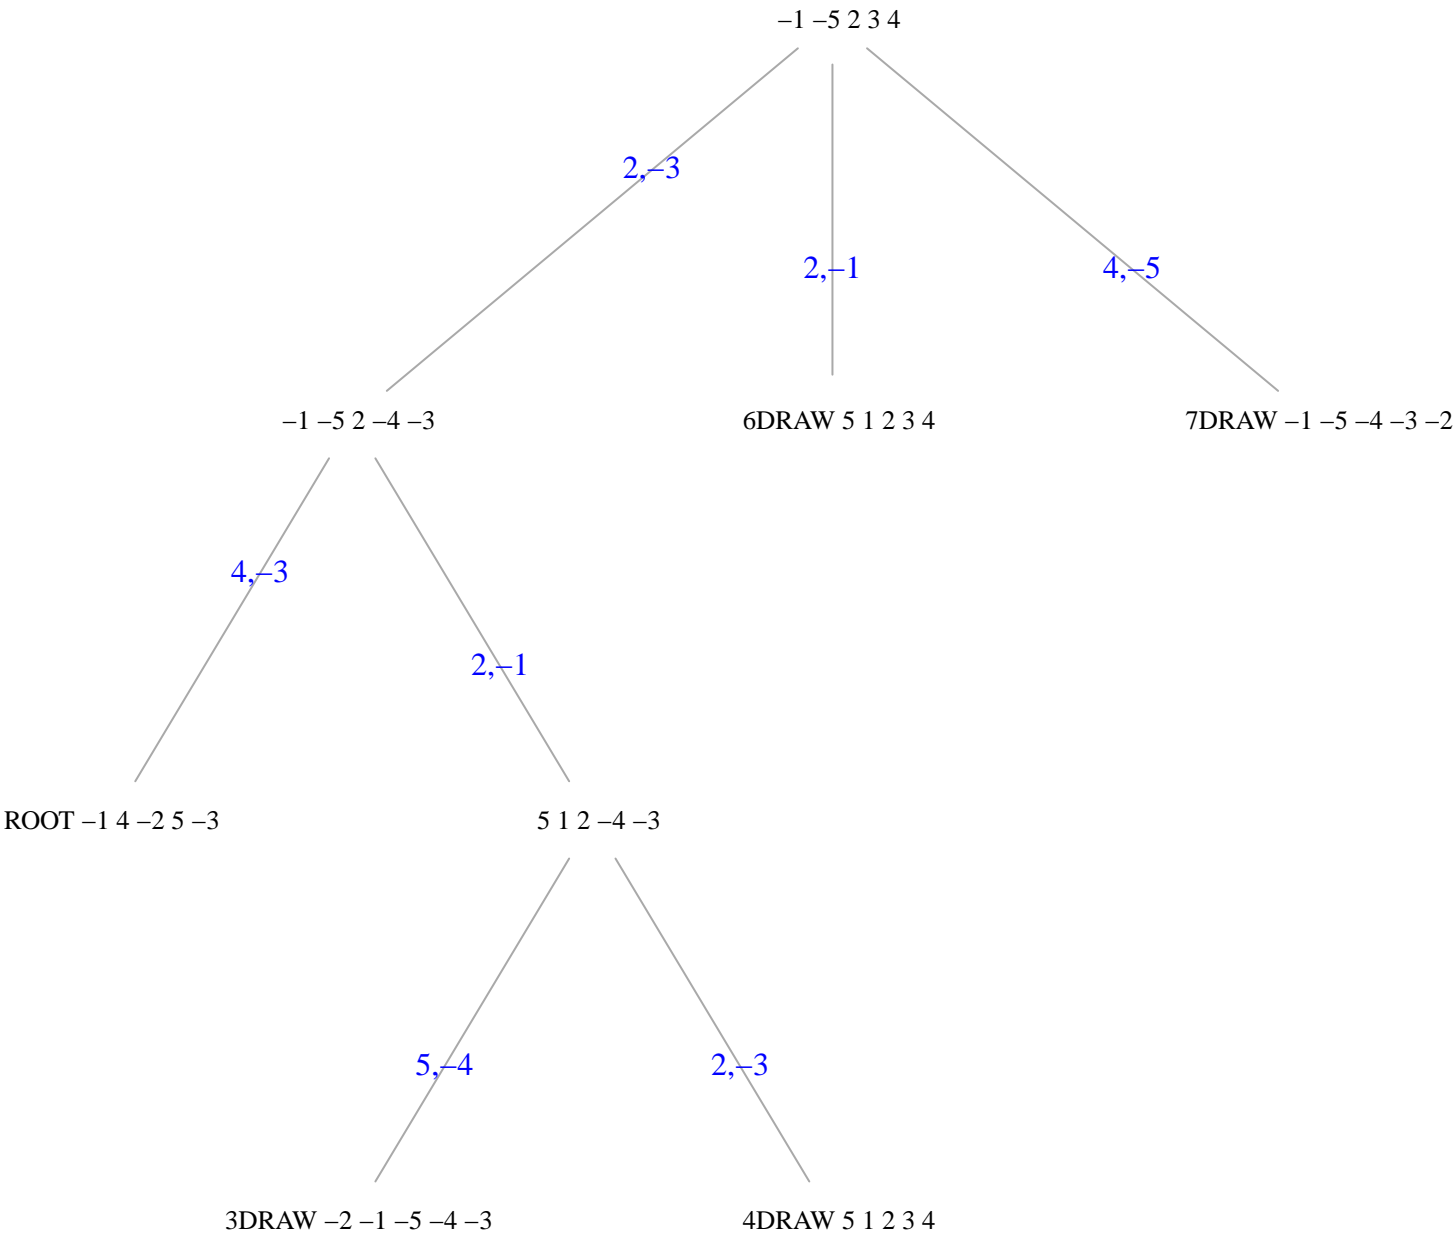 –1 –5 2 3 4
2,–3
2,–1
4,–5
–1 –5 2 –4 –3
6DRAW 5 1 2 3 4
7DRAW –1 –5 –4 –3 –2
4,–3
2,–1
ROOT –1 4 –2 5 –3
5 1 2 –4 –3
5,–4
2,–3
3DRAW –2 –1 –5 –4 –3
4DRAW 5 1 2 3 4